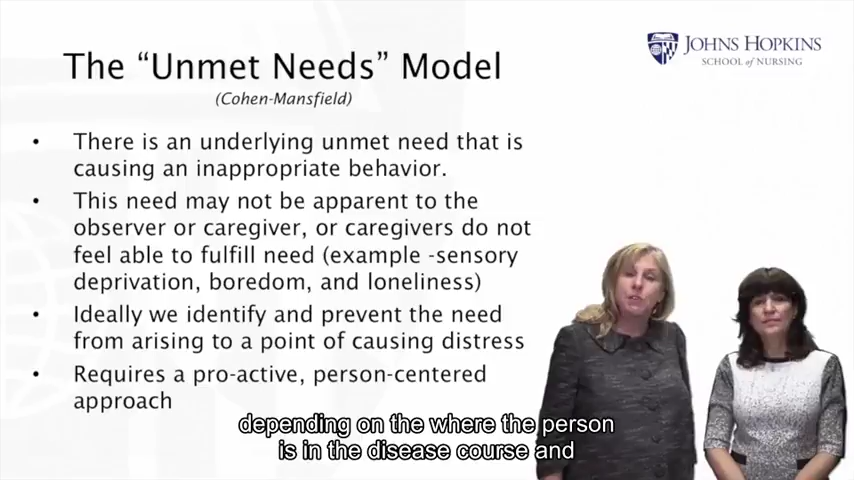 The “Unmet Needs” Model
(Cohen-Mansfield)
JOHNS HOPKINS
SCHOOL of NURSING
• There is an underlying unmet need that is
causing an inappropriate behavior.
• This need may not be apparent to the
observer or caregiver, or caregivers do not
feel able to fulfill need (example -sensory
deprivation, boredom, and loneliness)
• Ideally we identify and prevent the need
from arising to a point of causing distress
• Requires a pro-active, person-centered
approach
depending on the where the person
is in the disease course and